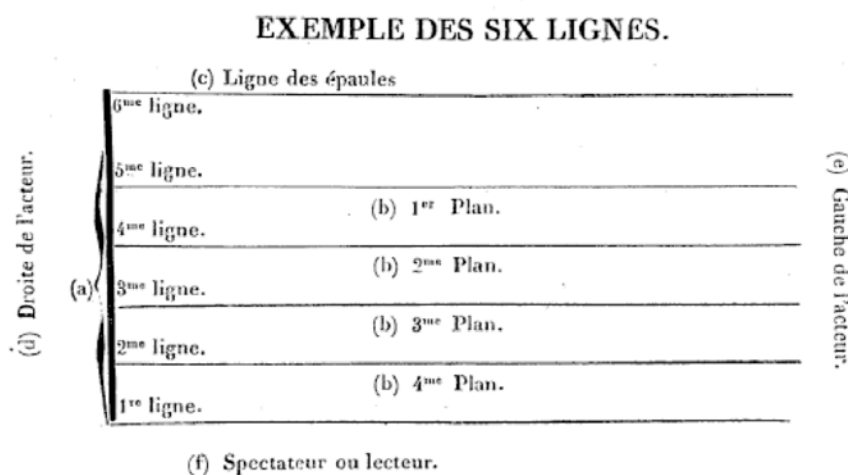 EXEMPLE DES SIX LIGNES.
(c) Ligne des épaules
6me ligne.
5me ligne.
(b) 1er Plan.
4me ligne.
(b) 2me Plan.
(a)
3me ligne.
(b) 3me Plan.
2me ligne.
(b) 4me Plan.
1re ligne.
(d) Droite de l'acteur.
(e) Gauche de l'acteur.
(f) Spectateur ou lecteur.